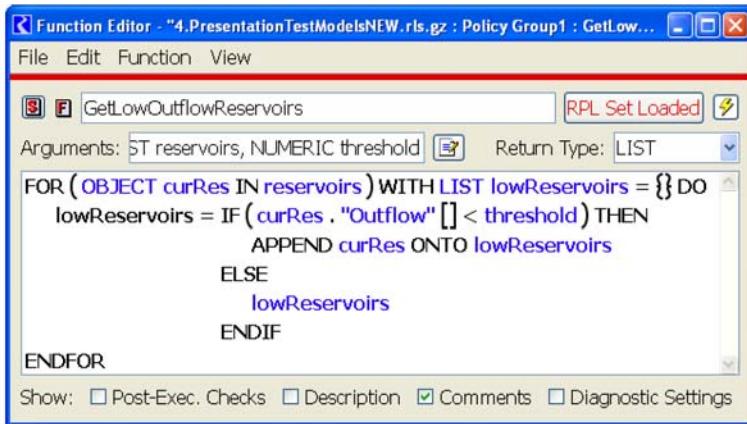 Function Editor - "4.PresentationTestModelsNEW.rls.gz : Policy Group1 : GetLow...
File Edit Function View
S F GetLowOutflowReservoirs RPL Set Loaded
Arguments: ST reservoirs, NUMERIC threshold Return Type: LIST
FOR ( OBJECT curRes IN reservoirs ) WITH LIST lowReservoirs = {} DO
lowReservoirs = IF ( curRes . "Outflow" [] < threshold ) THEN
APPEND curRes ONTO lowReservoirs
ELSE
lowReservoirs
ENDIF
ENDFOR
Show: Post-Exec. Checks Description Comments Diagnostic Settings